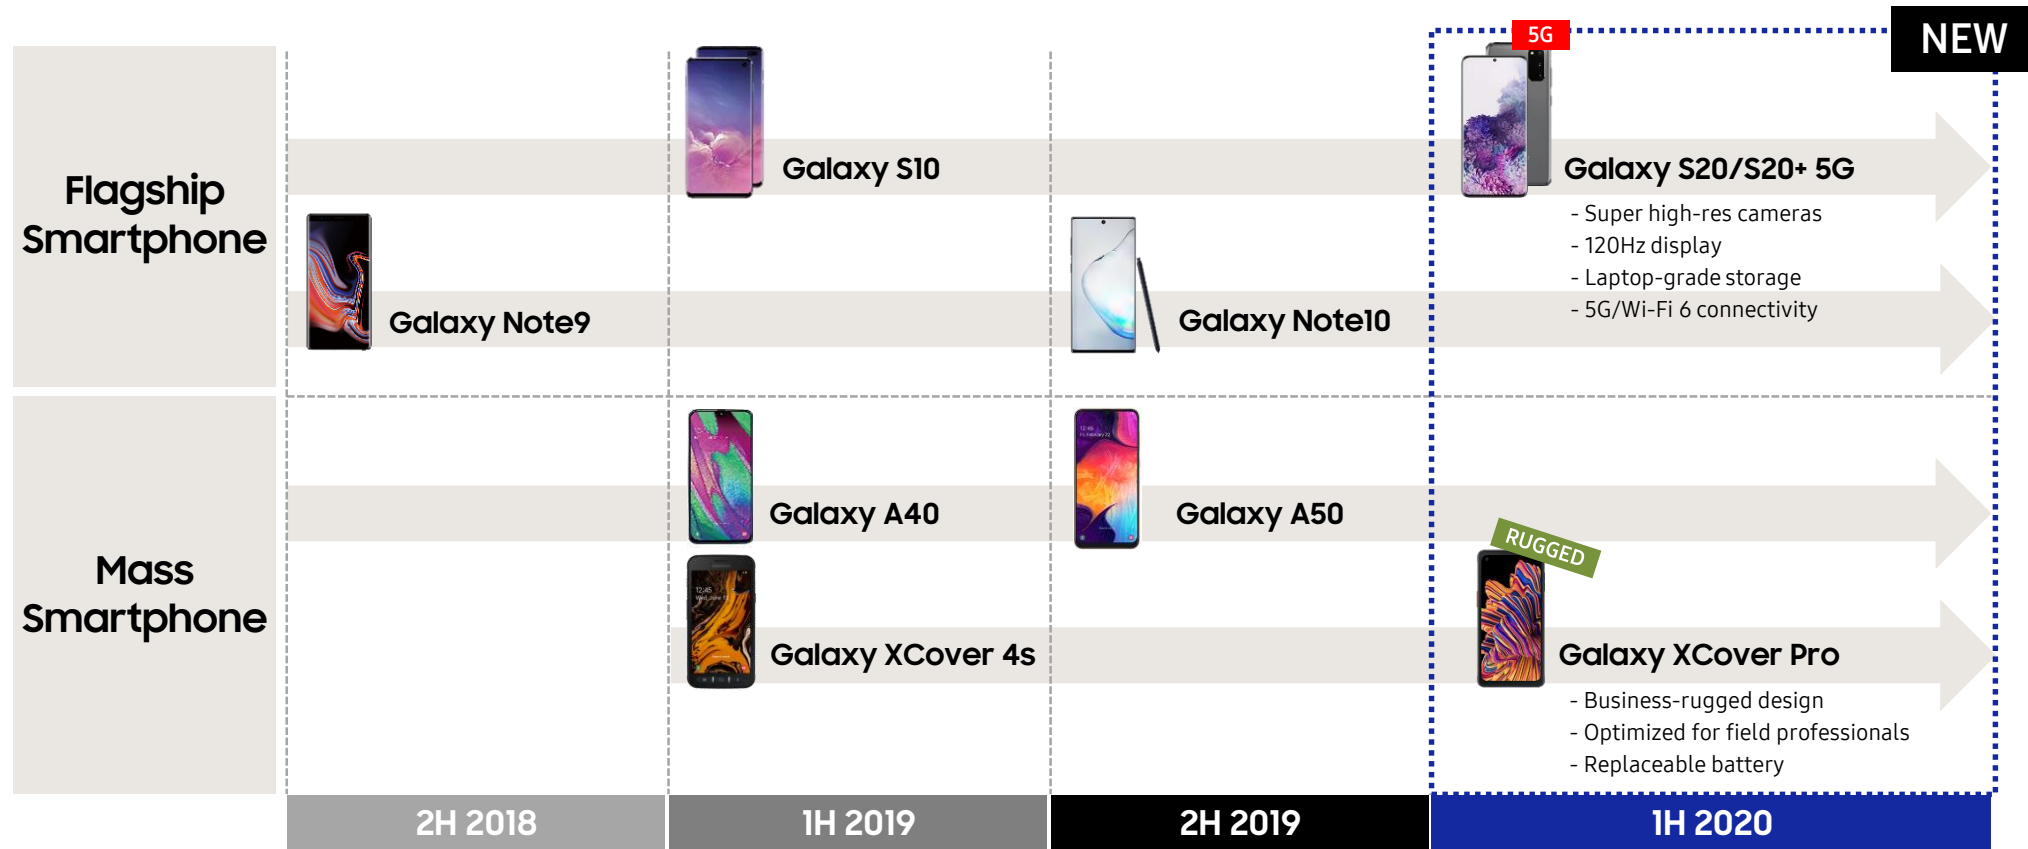 NEW
5G
Flagship
Smartphone
Galaxy S10
Galaxy S20/S20+ 5G
- Super high-res cameras
- 120Hz display
- Laptop-grade storage
- 5G/Wi-Fi 6 connectivity
Galaxy Note9
Galaxy Note10
Mass
Smartphone
Galaxy A40
Galaxy A50
RUGGED
Galaxy XCover 4s
Galaxy XCover Pro
- Business-rugged design
- Optimized for field professionals
- Replaceable battery
2H 2018
1H 2019
2H 2019
1H 2020